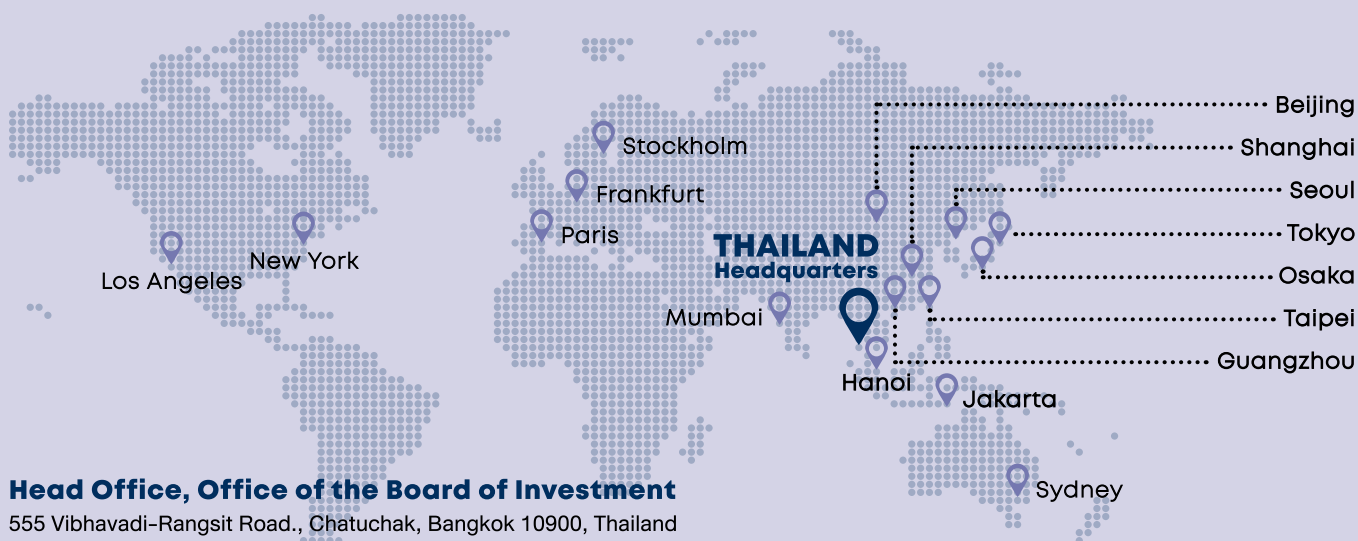 Beijing
Shanghai
Stockholm
Seoul
Frankfurt
Tokyo
Paris
THAILAND
Headquarters
New York
Los Angeles
Osaka
Mumbai
Taipei
Guangzhou
Hanoi
Jakarta
Sydney
Head Office, Office of the Board of Investment
555 Vibhavadi-Rangsit Road., Chatuchak, Bangkok 10900, Thailand